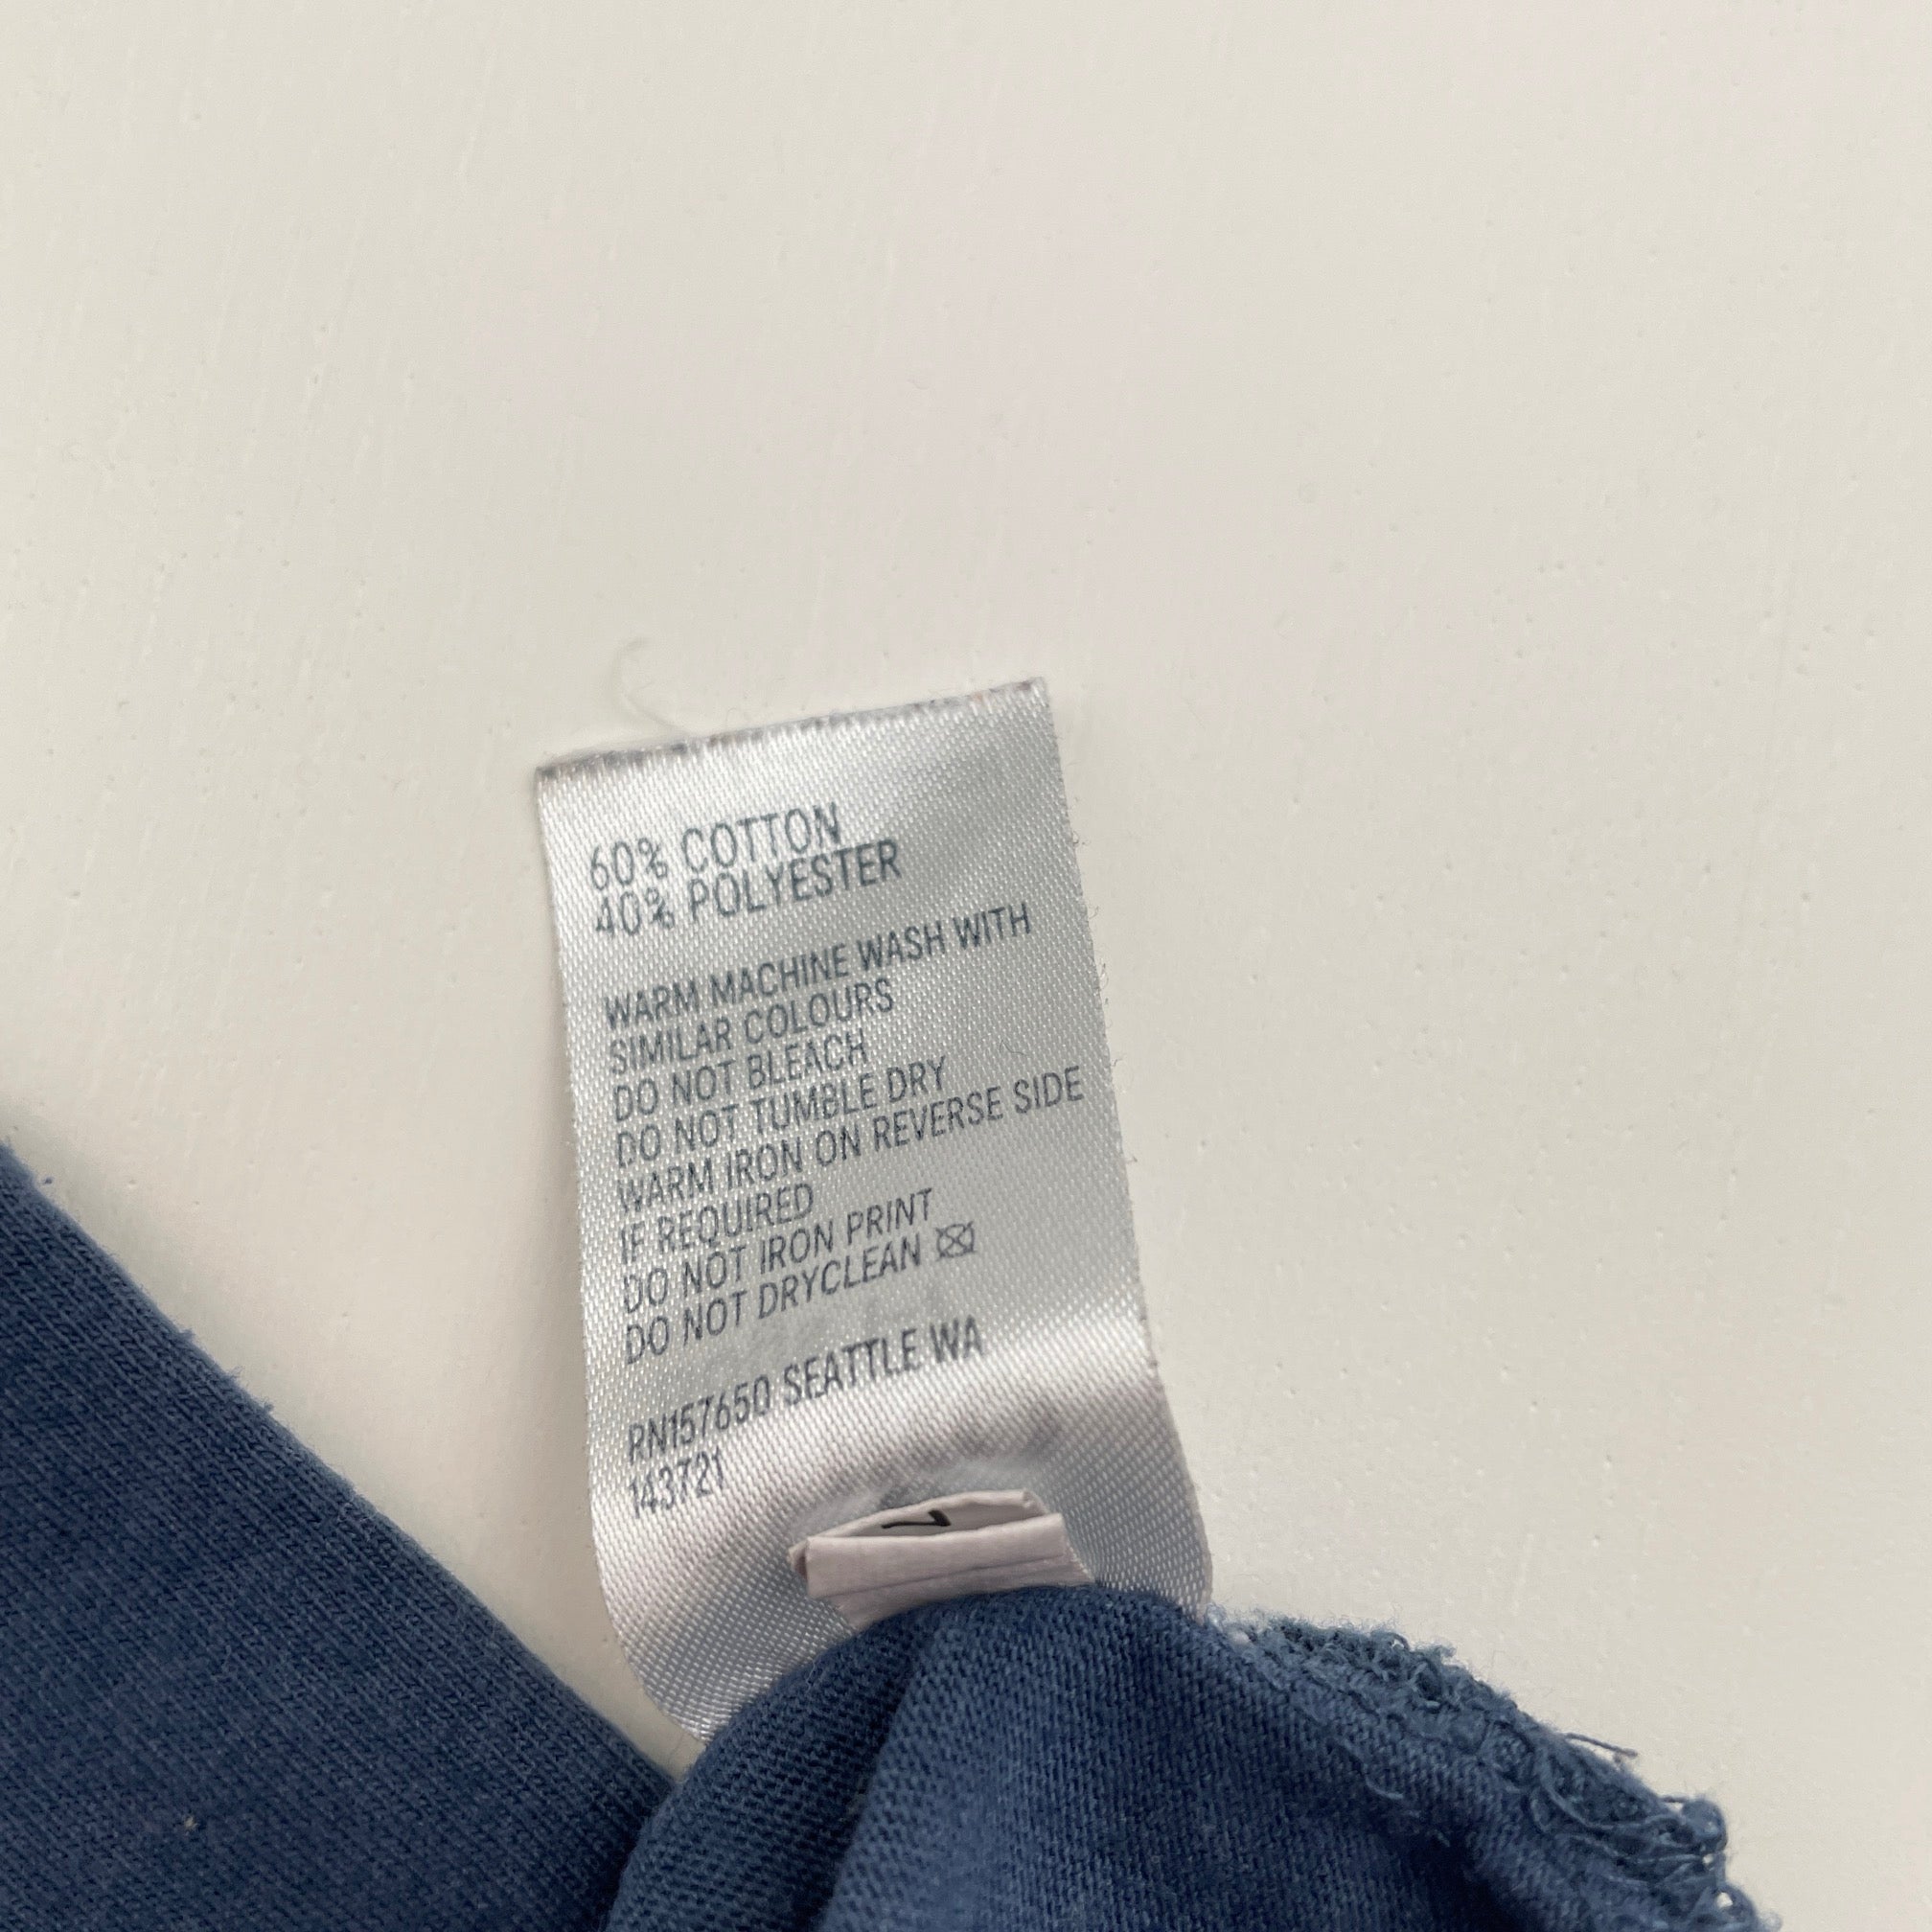 60% COTTON
40% POLYESTER
WARM MACHINE WASH WITH
SIMILAR COLOURS
DO NOT BLEACH
DO NOT TUMBLE DRY
WARM IRON ON REVERSE SIDE
IF REQUIRED
DO NOT IRON PRINT
DO NOT DRYCLEAN
RN157650 SEATTLE WA
143721